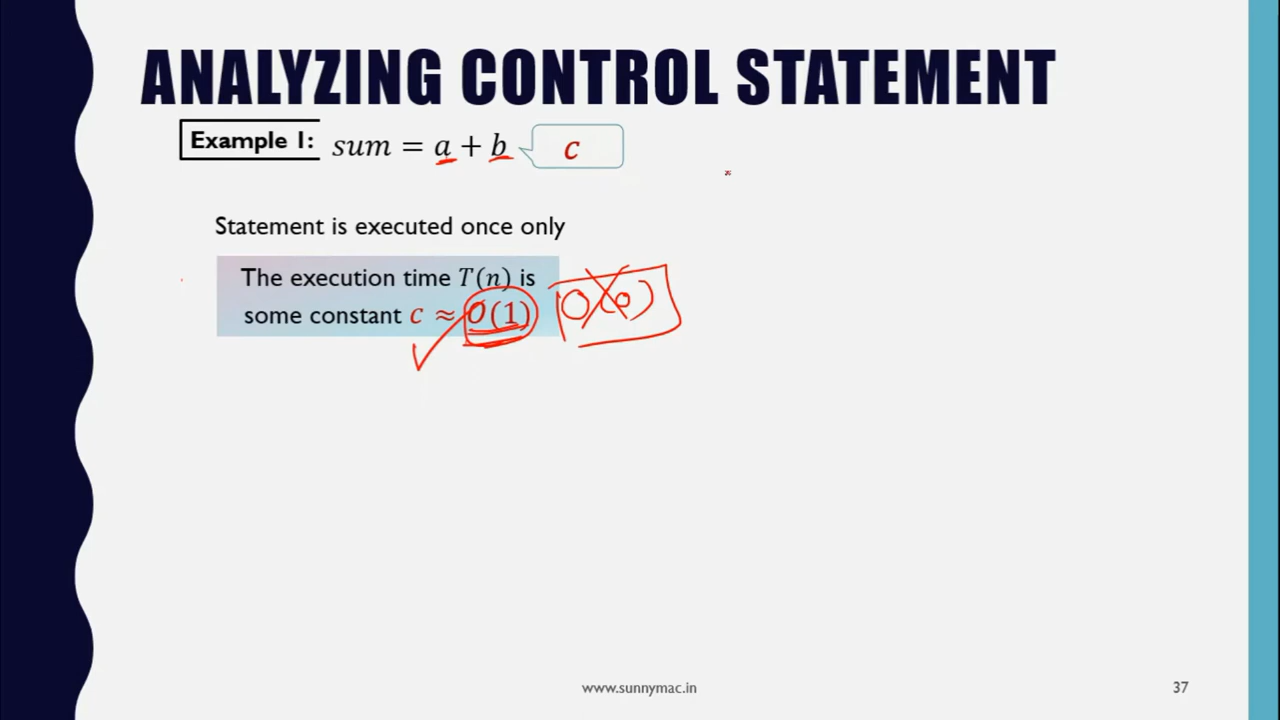 ANALYZING CONTROL STATEMENT
Example 1: sum = a + b c
Statement is executed once only
The execution time T(n) is
some constant c ≈ O(1) O(0)
www.sunnymac.in 37